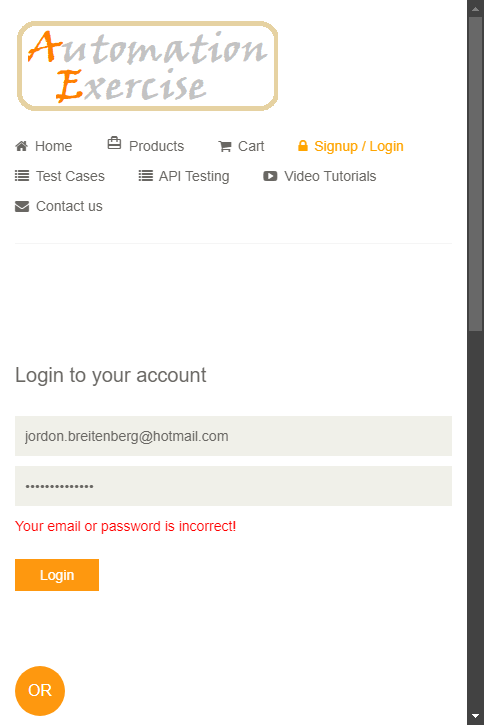 Automation
Exercise
Home Products Cart Signup / Login
Test Cases API Testing Video Tutorials
Contact us
Login to your account
jordon.breitenberg@hotmail.com
••••••••••••••
Your email or password is incorrect!
Login
OR